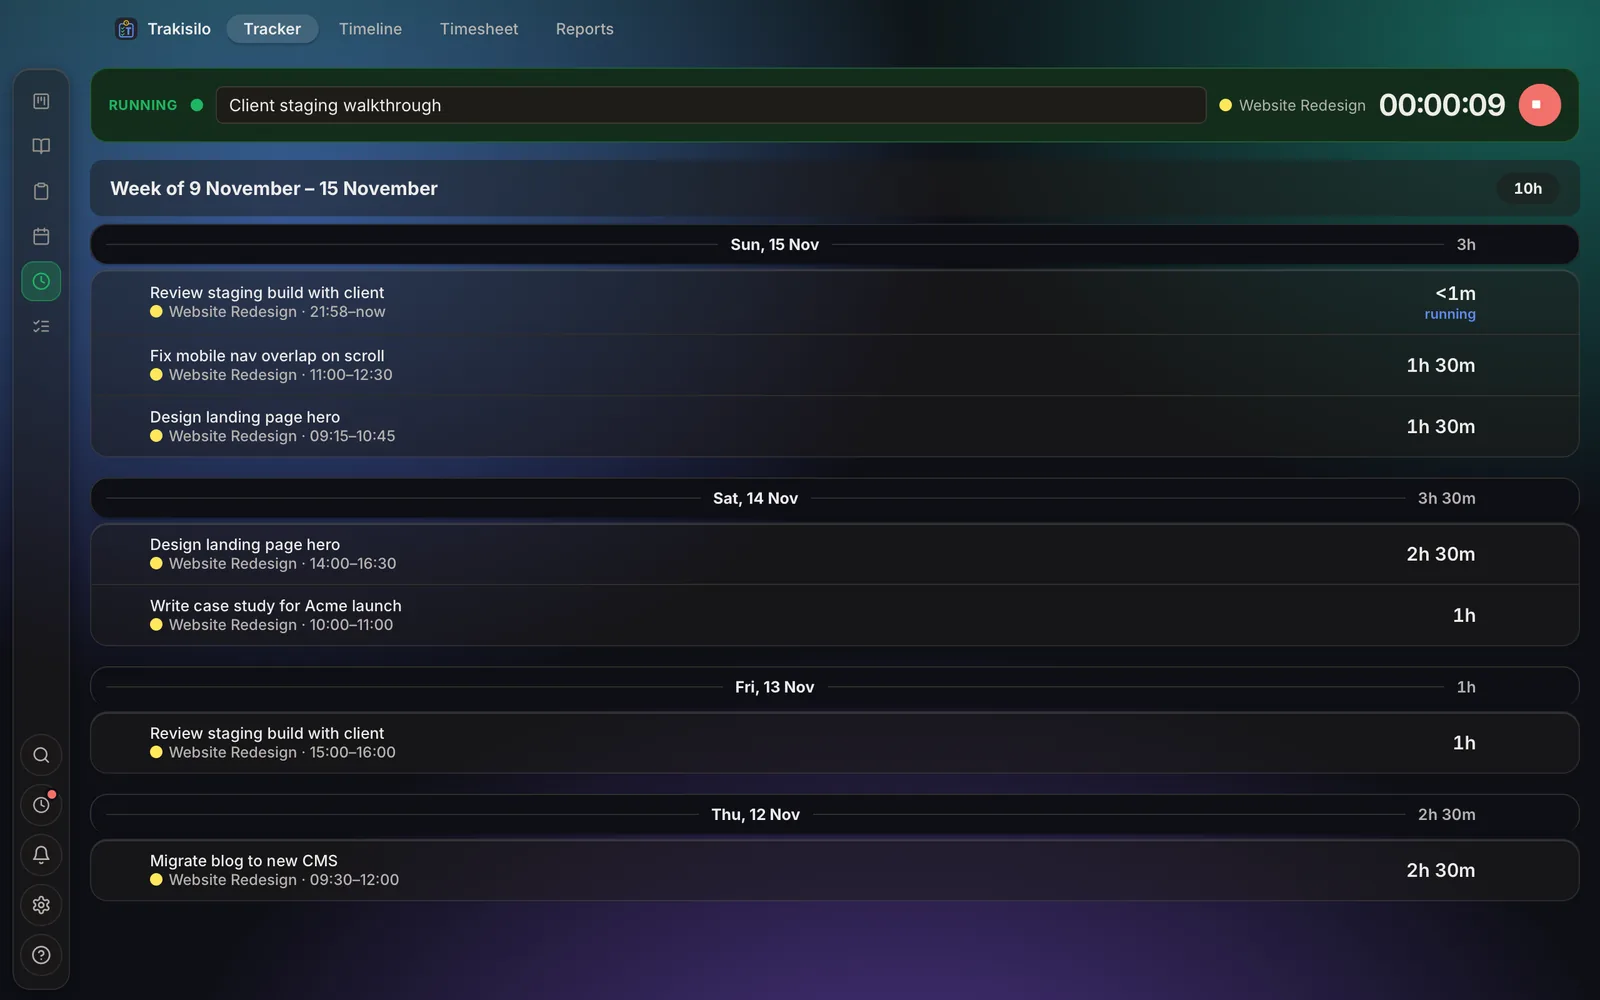 Trakisilo
Tracker
Timeline
Timesheet
Reports
RUNNING
Client staging walkthrough
Website Redesign
00:00:09
Week of 9 November – 15 November
10h
Sun, 15 Nov
3h
Review staging build with client
Website Redesign · 21:58–now
<1m
running
Fix mobile nav overlap on scroll
Website Redesign · 11:00–12:30
1h 30m
Design landing page hero
Website Redesign · 09:15–10:45
1h 30m
Sat, 14 Nov
3h 30m
Design landing page hero
Website Redesign · 14:00–16:30
2h 30m
Write case study for Acme launch
Website Redesign · 10:00–11:00
1h
Fri, 13 Nov
1h
Review staging build with client
Website Redesign · 15:00–16:00
1h
Thu, 12 Nov
2h 30m
Migrate blog to new CMS
Website Redesign · 09:30–12:00
2h 30m